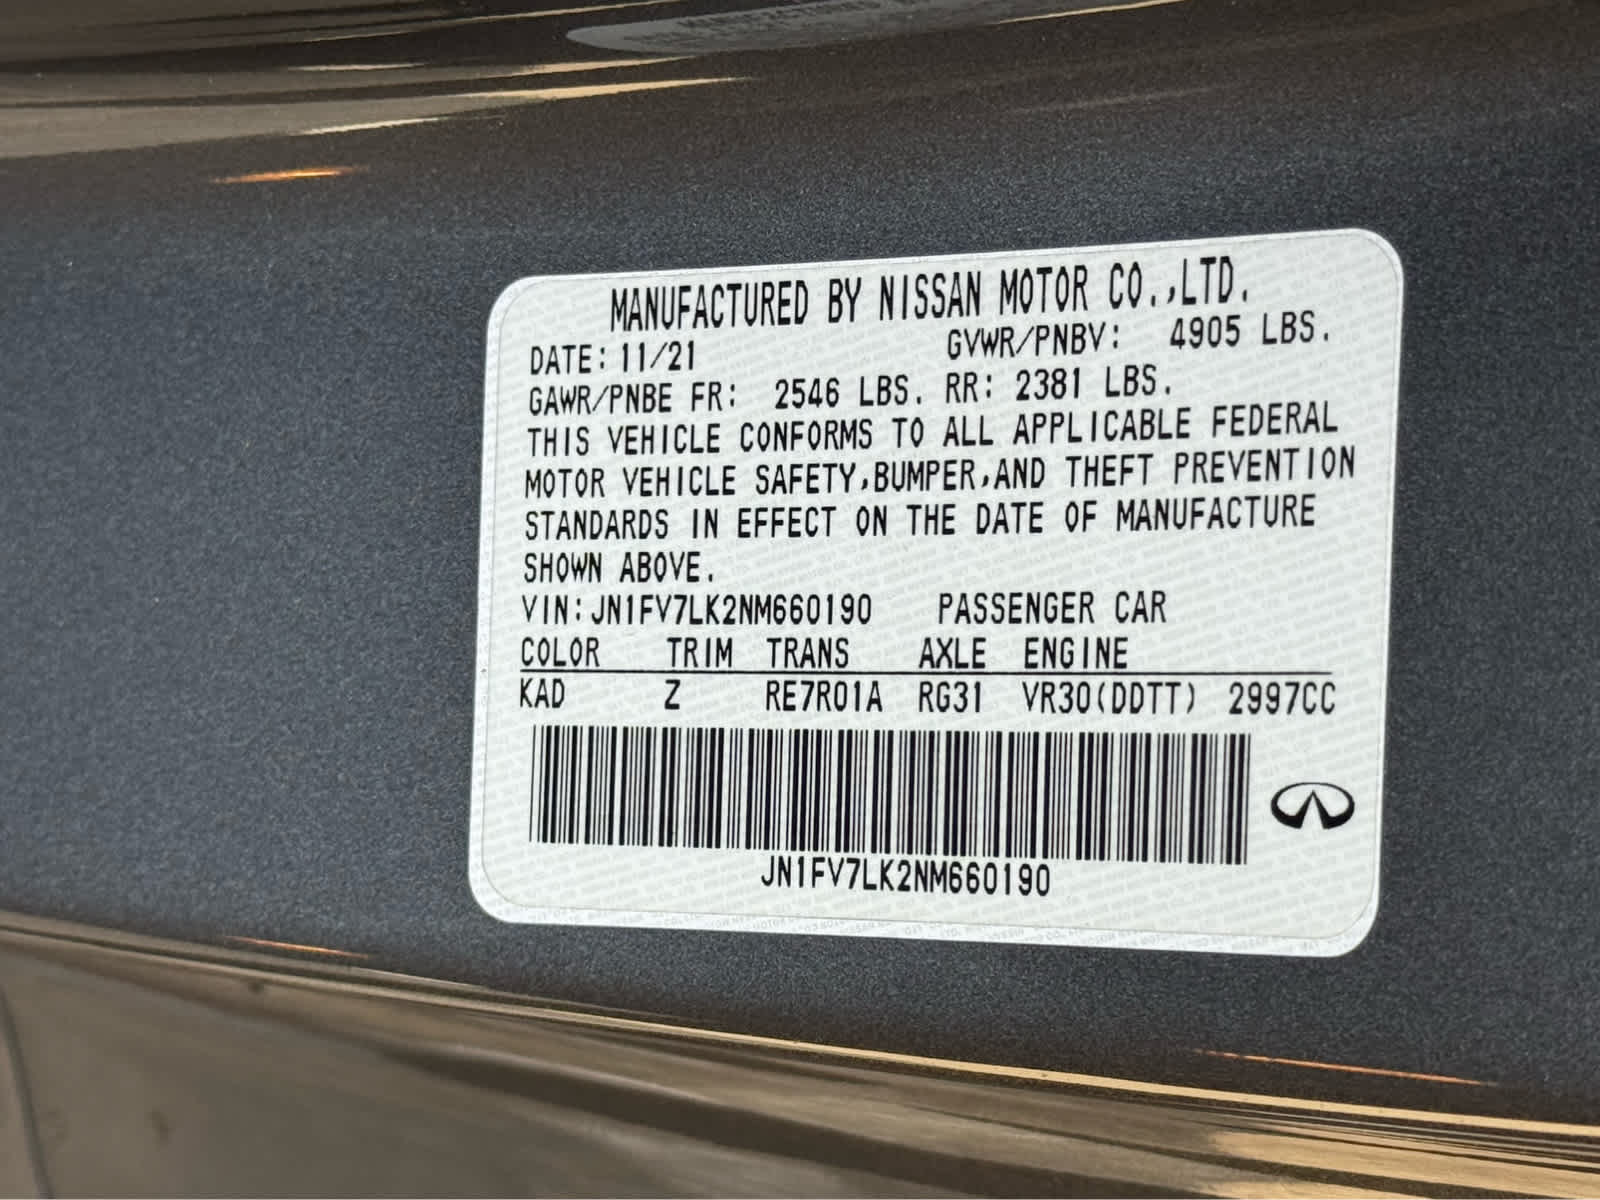 MANUFACTURED BY NISSAN MOTOR CO.,LTD.
DATE: 11/21 GVWR/PNBV: 4905 LBS.
GAWR/PNBE FR: 2546 LBS. RR: 2381 LBS.
THIS VEHICLE CONFORMS TO ALL APPLICABLE FEDERAL
MOTOR VEHICLE SAFETY,BUMPER,AND THEFT PREVENTION
STANDARDS IN EFFECT ON THE DATE OF MANUFACTURE
SHOWN ABOVE.
VIN:JN1FV7LK2NM660190 PASSENGER CAR
COLOR TRIM TRANS AXLE ENGINE
KAD Z RE7R01A RG31 VR30(DDTT) 2997CC
JN1FV7LK2NM660190